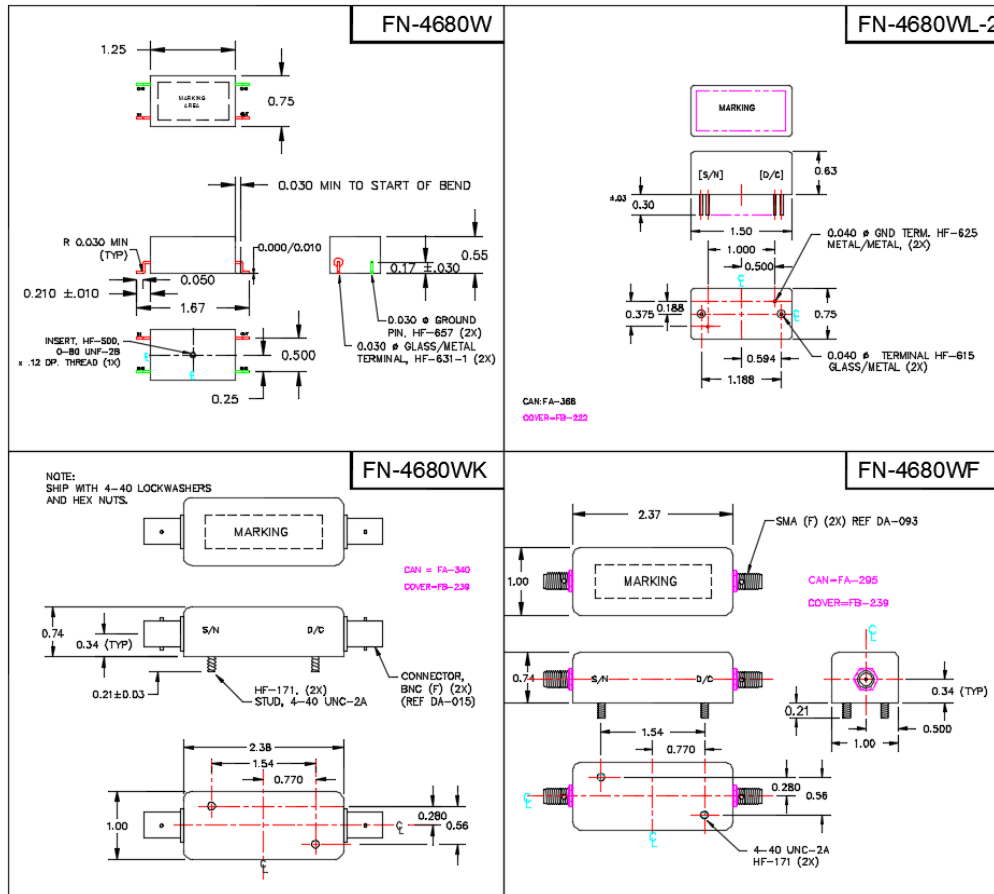 FN-4680W
1.25
MARKING
AREA
0.75
0.030 MIN TO START OF BEND
R 0.030 MIN
(TYP)
0.000/0.010
0.050
0.210 ±.010
1.67
0.55
0.17 ±.030
0.030 ø GROUND
PIN, HF-657 (2X)
0.030 ø GLASS/METAL
TERMINAL, HF-631-1 (2X)
INSERT, HF-500,
0-80 UNF-2B
x .12 DP. THREAD (1X)
0.500
0.25
FN-4680WL-2
MARKING
[S/N]
[D/C]
0.63
±.03
0.30
1.50
1.000
0.500
0.040 ø GND TERM. HF-625
METAL/METAL, (2X)
0.188
0.375
0.75
0.594
1.188
0.040 ø TERMINAL HF-615
GLASS/METAL (2X)
CAN:FA-368
COVER=FB-222
FN-4680WK
NOTE:
SHIP WITH 4-40 LOCKWASHERS
AND HEX NUTS.
MARKING
CAN = FA-340
COVER=FB-239
0.74
0.34 (TYP)
S/N
D/C
0.21±0.03
HF-171, (2X)
STUD, 4-40 UNC-2A
CONNECTOR,
BNC (F) (2X)
(REF DA-015)
2.38
1.54
0.770
1.00
0.280
0.56
FN-4680WF
2.37
SMA (F) (2X) REF DA-093
1.00
MARKING
CAN=FA-295
COVER=FB-239
0.74
S/N
D/C
0.21
0.34 (TYP)
0.500
1.00
1.54
0.770
0.280
0.56
4-40 UNC-2A
HF-171 (2X)